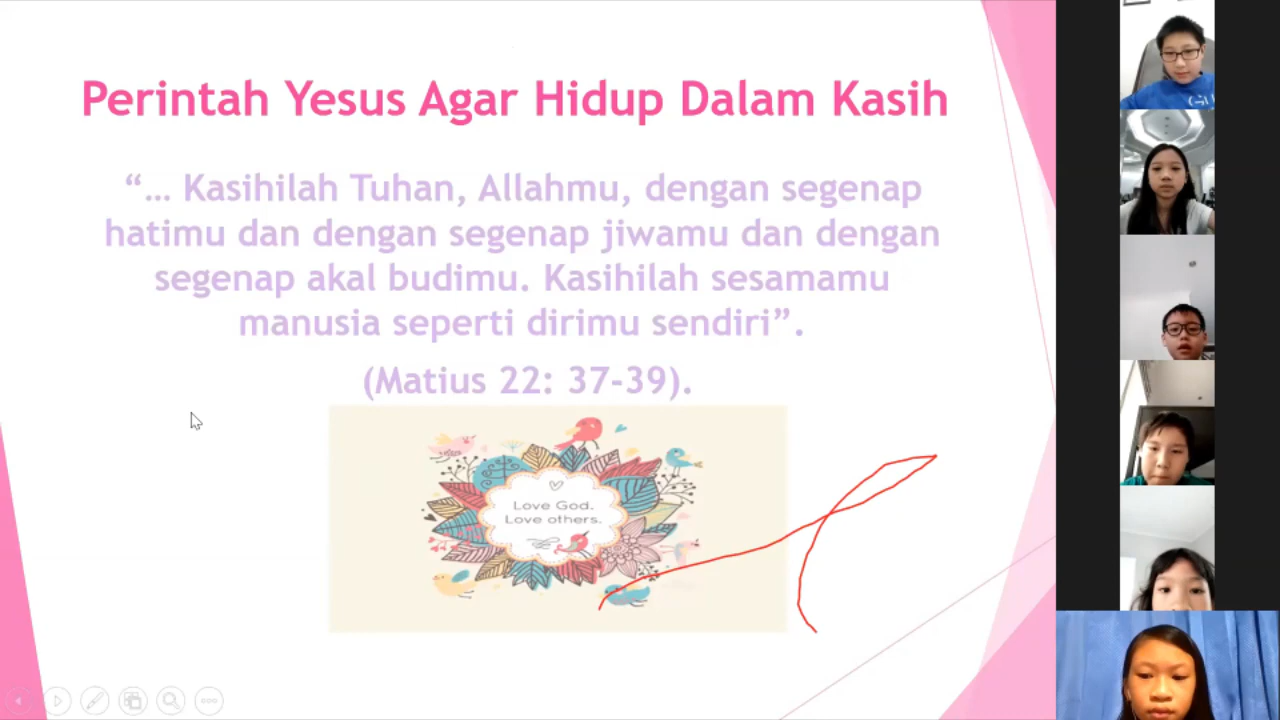 Perintah Yesus Agar Hidup Dalam Kasih
“… Kasihilah Tuhan, Allahmu, dengan segenap
hatimu dan dengan segenap jiwamu dan dengan
segenap akal budimu. Kasihilah sesamamu
manusia seperti dirimu sendiri”.
(Matius 22: 37-39).
Love God.
Love others.